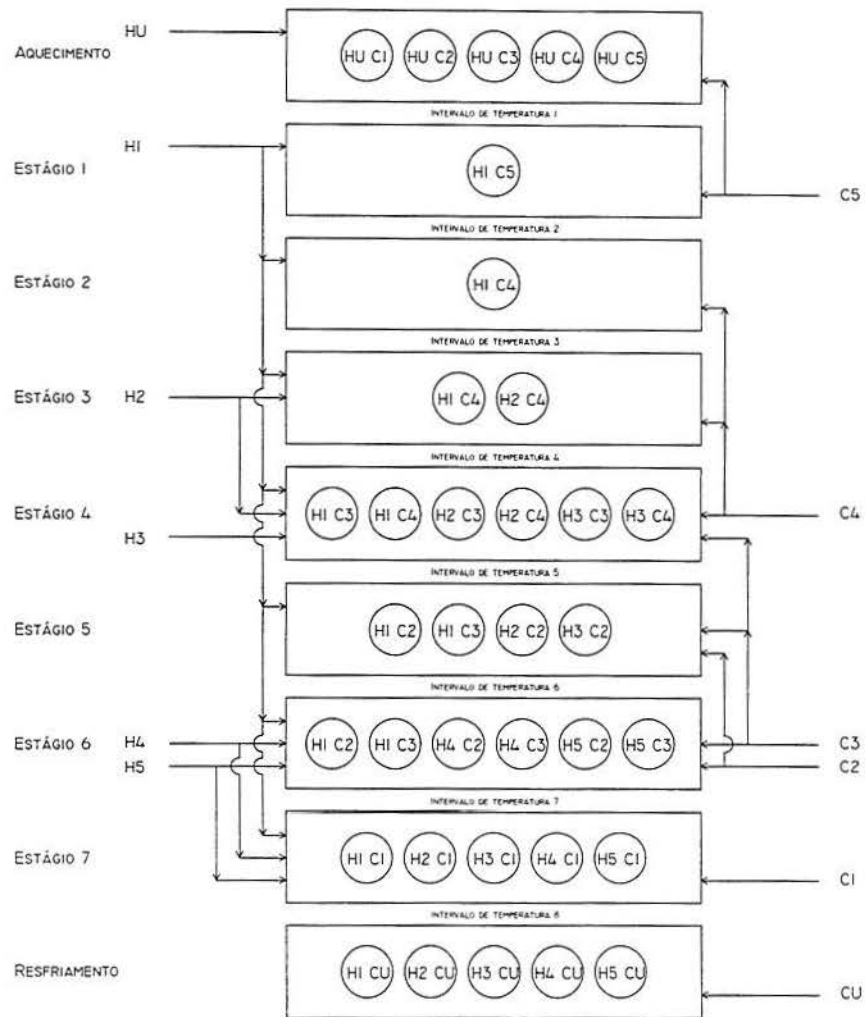 HU
AQUECIMENTO
HU C1 HU C2 HU C3 HU C4 HU C5
INTERVALO DE TEMPERATURA 1
H1
ESTÁGIO 1
H1 C5
C5
INTERVALO DE TEMPERATURA 2
ESTÁGIO 2
H1 C4
INTERVALO DE TEMPERATURA 3
ESTÁGIO 3 H2
H1 C4 H2 C4
INTERVALO DE TEMPERATURA 4
ESTÁGIO 4
H1 C3 H1 C4 H2 C3 H2 C4 H3 C3 H3 C4
C4
H3
INTERVALO DE TEMPERATURA 5
ESTÁGIO 5
H1 C2 H1 C3 H2 C2 H3 C2
INTERVALO DE TEMPERATURA 6
ESTÁGIO 6 H4
H1 C2 H1 C3 H4 C2 H4 C3 H5 C2 H5 C3
C3
H5
C2
INTERVALO DE TEMPERATURA 7
ESTÁGIO 7
H1 C1 H2 C1 H3 C1 H4 C1 H5 C1
C1
INTERVALO DE TEMPERATURA 8
RESFRIAMENTO
H1 CU H2 CU H3 CU H4 CU H5 CU
CU